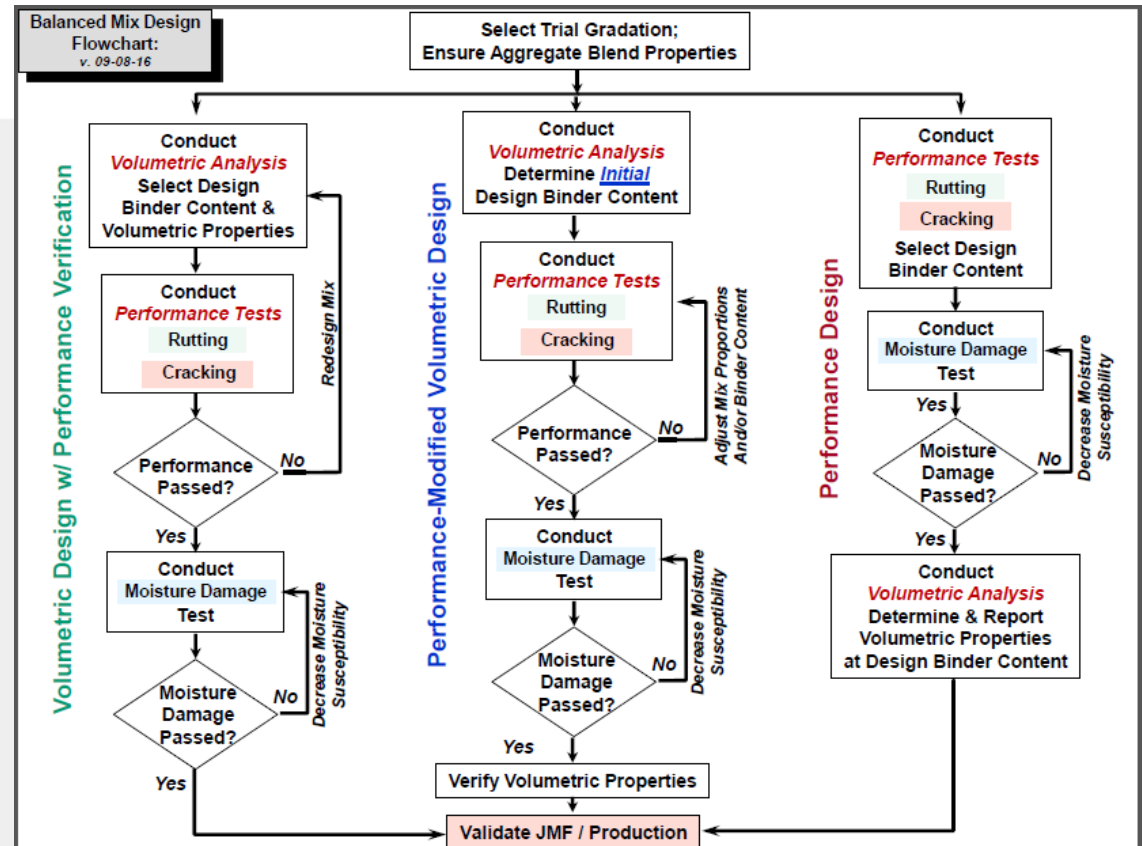 Balanced Mix Design
Flowchart:
v. 09-08-16
Select Trial Gradation;
Ensure Aggregate Blend Properties
Volumetric Design w/ Performance Verification
Conduct
Volumetric Analysis
Select Design
Binder Content &
Volumetric Properties
Conduct
Performance Tests
Rutting
Cracking
Redesign Mix
Performance
Passed?
No
Yes
Conduct
Moisture Damage
Test
Decrease Moisture
Susceptibility
Moisture
Damage
Passed?
No
Yes
Performance-Modified Volumetric Design
Conduct
Volumetric Analysis
Determine Initial
Design Binder Content
Conduct
Performance Tests
Rutting
Cracking
Adjust Mix Proportions
And/or Binder Content
Performance
Passed?
No
Yes
Conduct
Moisture Damage
Test
Decrease Moisture
Susceptibility
Moisture
Damage
Passed?
No
Yes
Verify Volumetric Properties
Performance Design
Conduct
Performance Tests
Rutting
Cracking
Select Design
Binder Content
Conduct
Moisture Damage
Test
Decrease Moisture
Susceptibility
Yes
Moisture
Damage
Passed?
No
Yes
Conduct
Volumetric Analysis
Determine & Report
Volumetric Properties
at Design Binder Content
Validate JMF / Production